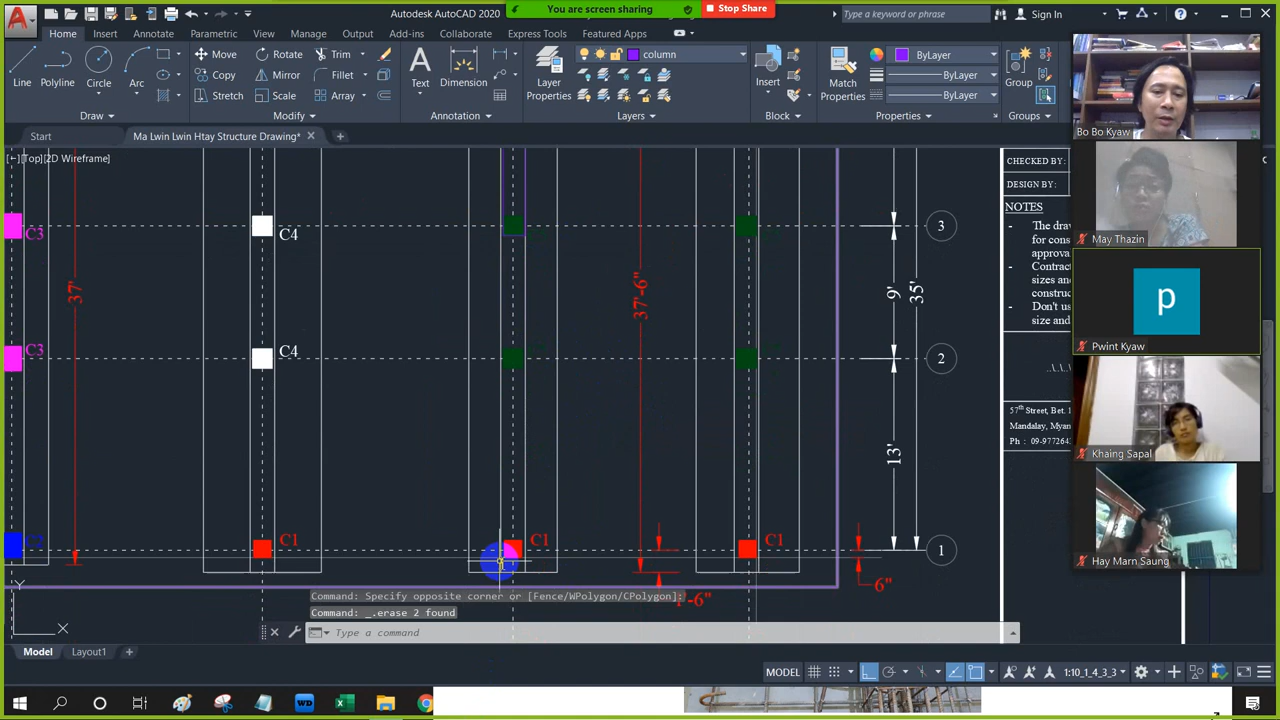 Autodesk AutoCAD 2020
You are screen sharing
Stop Share
Type a keyword or phrase
Sign In
Home Insert Annotate Parametric View Manage Output Add-ins Collaborate Express Tools Featured Apps
Line
Polyline
Circle
Arc
Move
Copy
Stretch
Rotate
Mirror
Scale
Trim
Fillet
Array
Text
Dimension
Layer
Properties
column
Insert
Match
Properties
ByLayer
ByLayer
ByLayer
Group
Draw
Modify
Annotation
Layers
Block
Properties
Groups
Start
Ma Lwin Lwin Htay Structure Drawing*
[−][Top][2D Wireframe]
C3
C4
3
37'
37'-6"
9'
35'
C3
C4
2
13'
C2
C1
C1
C1
1
6"
-6"
Y
X
CHECKED BY:
DESIGN BY:
NOTES
- The draw
for cons
approva
- Contract
sizes and
constru
- Don't us
size and
57th Street, Bet.
Mandalay, Myan
Ph : 09-977264
Bo Bo Kyaw
May Thazin
p
Pwint Kyaw
Khaing Sapal
Hay Marn Saung
Command: Specify opposite corner or [Fence/WPolygon/CPolygon]:
Command: _.erase 2 found
Type a command
Model Layout1
MODEL
1:10_1_4_3_3
WD